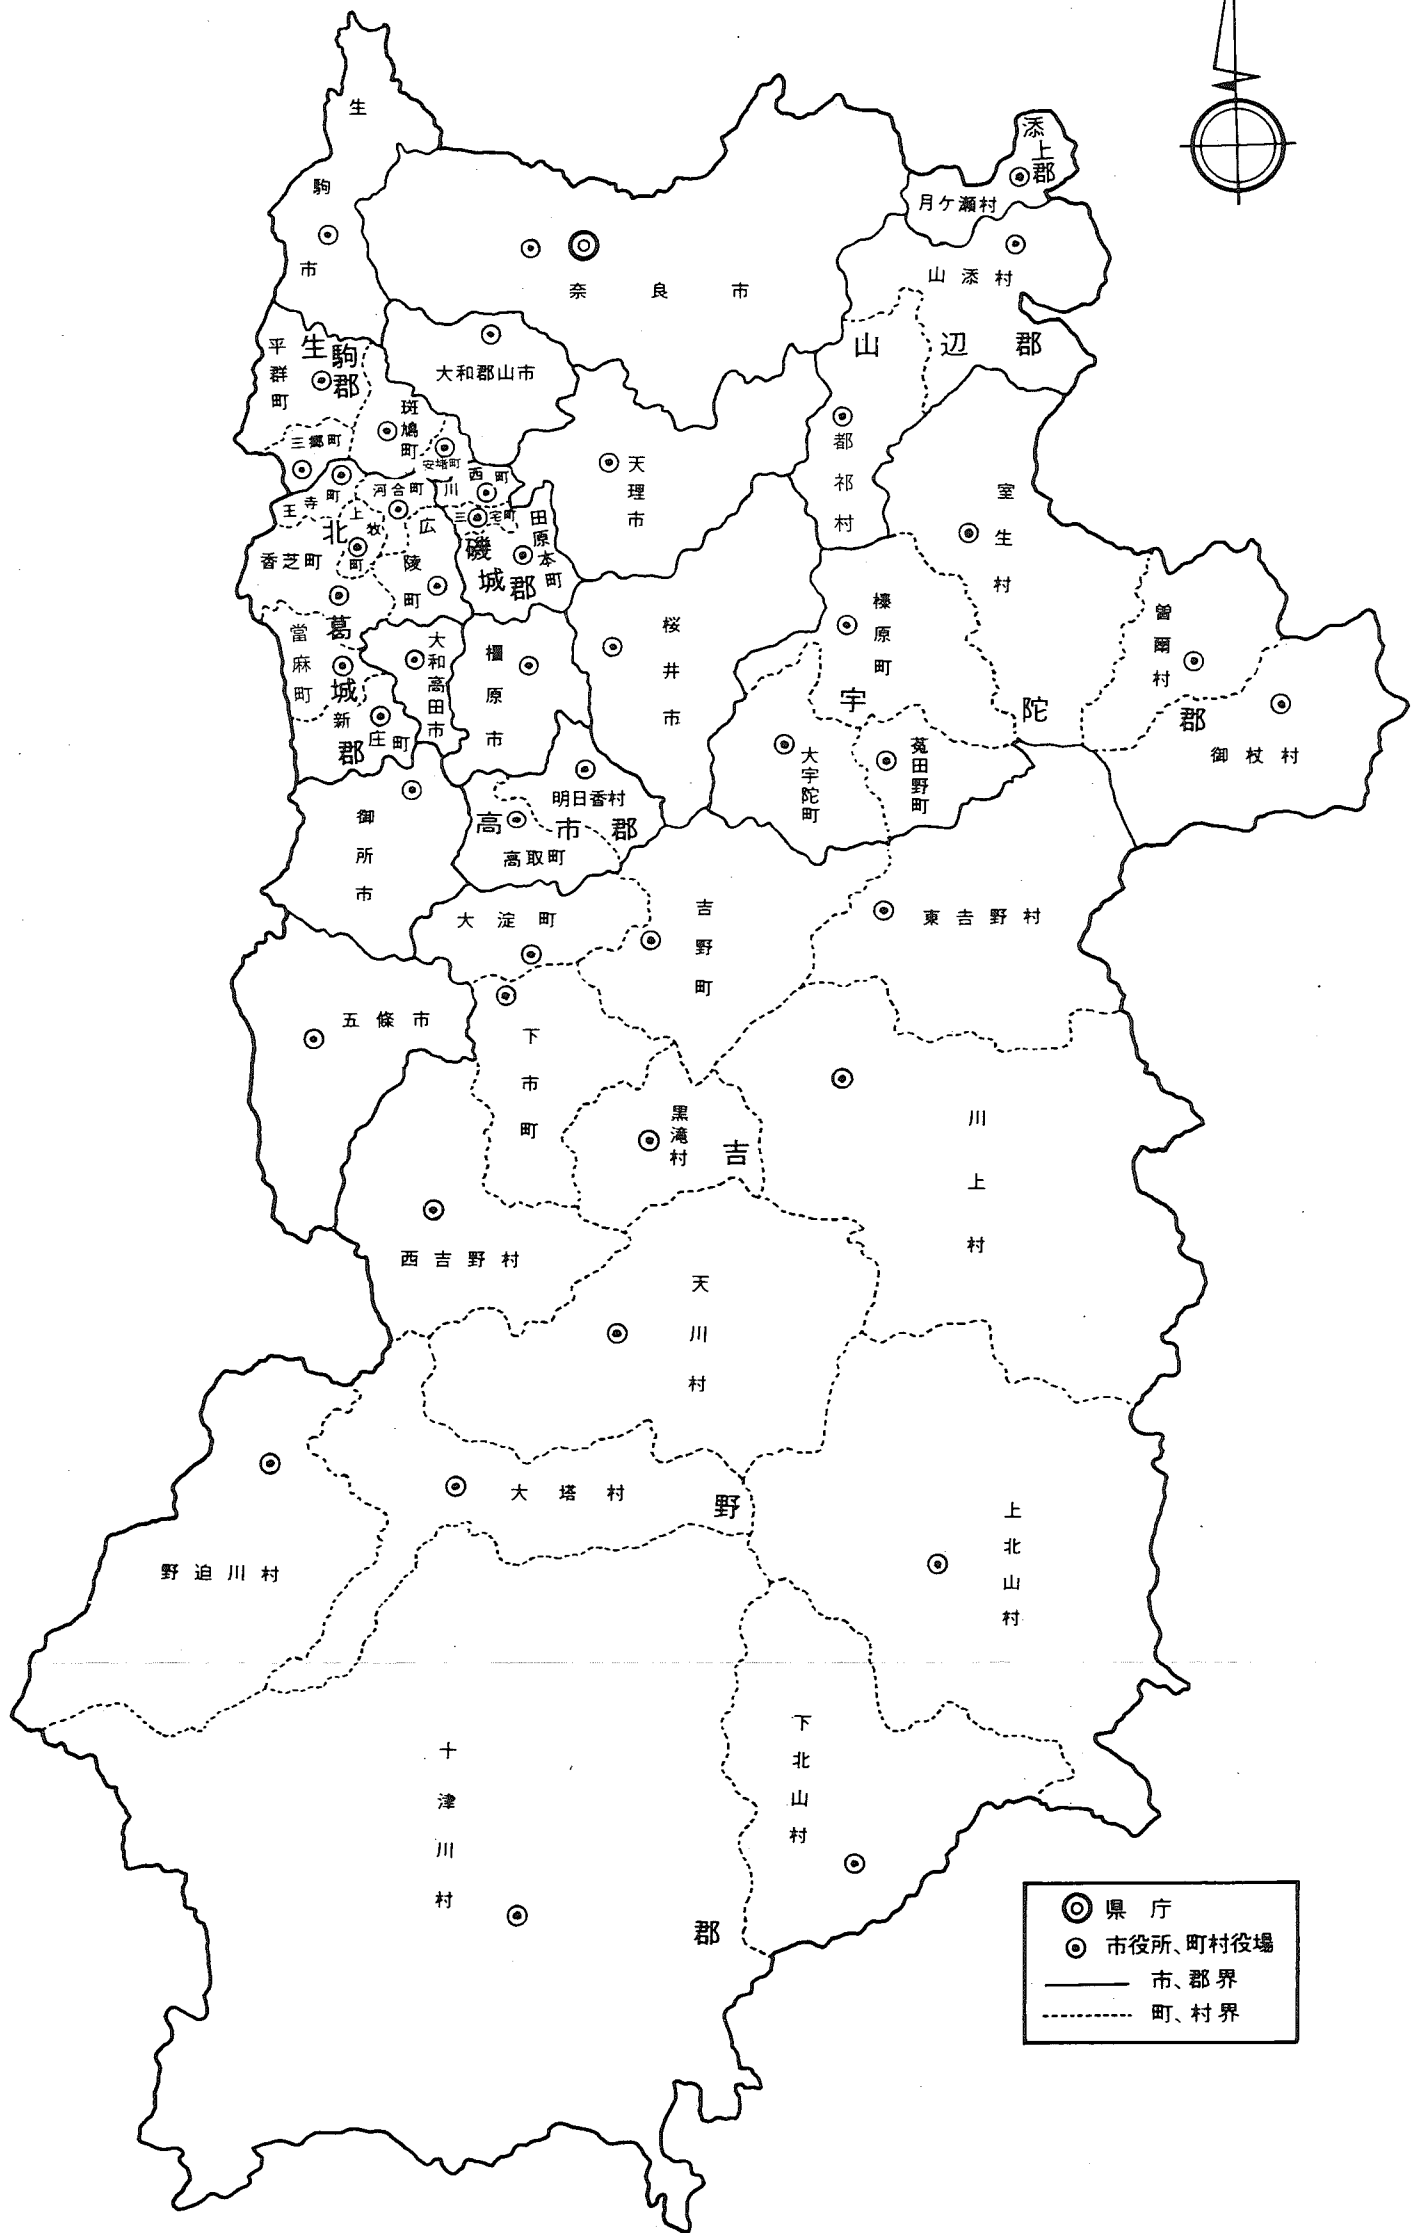 生駒市
奈良市
添上郡
月ケ瀬村
山添村
山辺郡
都祁村
平群町
生駒郡
大和郡山市
斑鳩町
三郷町
安堵町
天理市
室生村
王寺町
河合町
川西町
三宅町
田原本町
磯城郡
上牧町
広陵町
北葛城郡
香芝町
當麻町
新庄町
大和高田市
橿原市
桜井市
榛原町
曽爾村
宇陀郡
御杖村
大宇陀町
菟田野町
御所市
明日香村
高市郡
高取町
大淀町
吉野町
東吉野村
五條市
下市町
黒滝村
川上村
西吉野村
天川村
吉野郡
大塔村
野迫川村
上北山村
下北山村
十津川村
県庁
市役所、町村役場
市、郡界
町、村界